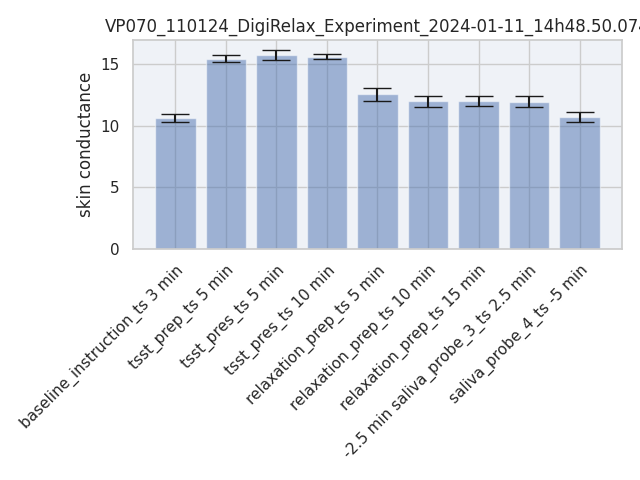 VP070_110124_DigiRelax_Experiment_2024-01-11_14h48.50.074
skin conductance
15
10
5
0
baseline_instruction_ts 3 min
tsst_prep_ts 5 min
tsst_pres_ts 5 min
tsst_pres_ts 10 min
relaxation_prep_ts 5 min
relaxation_prep_ts 10 min
relaxation_prep_ts 15 min
-2.5 min saliva_probe_3_ts 2.5 min
saliva_probe_4_ts -5 min